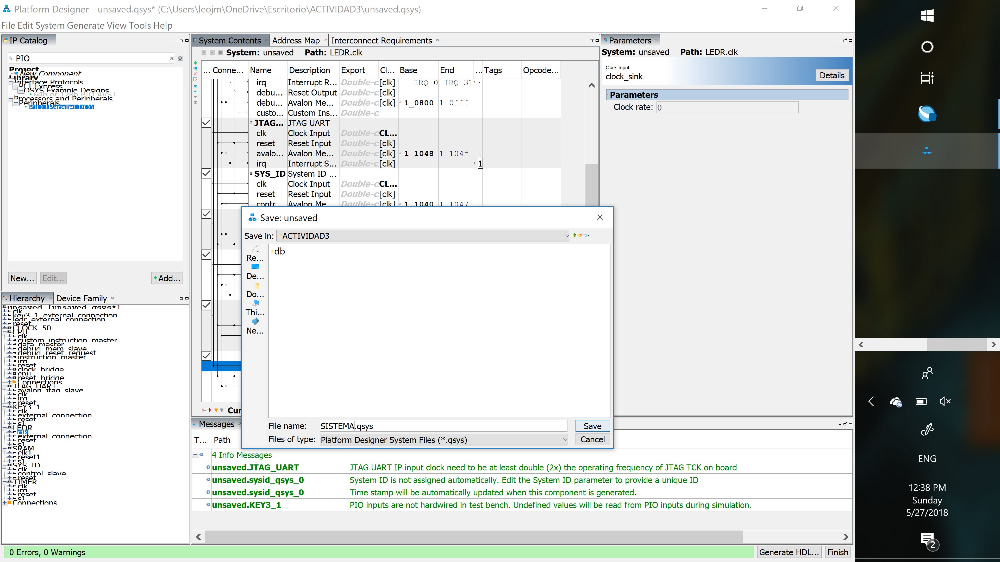 Platform Designer - unsaved.qsys* (C:\Users\leojm\OneDrive\Escritorio\ACTIVIDAD3\unsaved.qsys)
File Edit System Generate View Tools Help
IP Catalog
PIO
Project
New Component
Library
Interface Protocols
PCI Express
QSYS Example Designs
64b or 128b PIO AVST
Processors and Peripherals
Peripherals
PIO (Parallel I/O)
New...
Edit...
Add...
Hierarchy
Device Family
unsaved [unsaved.qsys*]
clk
key3_1_external_connection
ledr_external_connection
reset
CLOCK_50
CPU
clk
custom_instruction_master
data_master
debug_mem_slave
debug_reset_request
instruction_master
irq
reset
clock_bridge
cpu
reset_bridge
Connections
JTAG_UART
avalon_jtag_slave
clk
irq
reset
KEY3_1
clk
external_connection
reset
s1
LEDR
clk
external_connection
reset
s1
SRAM
clk1
reset1
s1
SYS_ID
clk
control_slave
reset
TIMER
clk
irq
reset
s1
Connections
System Contents
Address Map
Interconnect Requirements
System: unsaved Path: LEDR.clk
... Conne... Name Description Export Cl... Base End ... Tags Opcode...
irq Interrupt R... Double-c [clk] IRQ 0 IRQ 31
debu... Reset Output Double-c [clk]
debu... Avalon Me... Double-c [clk] 1_0800 1 0fff
custo... Custom Ins... Double-c
JTAG... JTAG UART
clk Clock Input Double-c CL...
reset Reset Input Double-c [clk]
avalo... Avalon Me... Double-c [clk] 1_1048 1 104f
irq Interrupt S... Double-c [clk] 1
SYS_ID System ID ...
clk Clock Input Double-c CL...
reset Reset Input Double-c [clk]
contr... Avalon Me... Double-c [clk] 1_1040 1 1047
Cur
Save: unsaved
Save in: ACTIVIDAD3
db
Re...
De...
Do...
Thi...
Ne...
File name: SISTEMA.qsys
Save
Files of type: Platform Designer System Files (*.qsys)
Cancel
Parameters
System: unsaved Path: LEDR.clk
Clock Input
clock_sink
Details
Parameters
Clock rate: 0
Messages
T... Path
4 Info Messages
unsaved.JTAG_UART JTAG UART IP input clock need to be at least double (2x) the operating frequency of JTAG TCK on board
unsaved.sysid_qsys_0 System ID is not assigned automatically. Edit the System ID parameter to provide a unique ID
unsaved.sysid_qsys_0 Time stamp will be automatically updated when this component is generated.
unsaved.KEY3_1 PIO inputs are not hardwired in test bench. Undefined values will be read from PIO inputs during simulation.
0 Errors, 0 Warnings
Generate HDL...
Finish
ENG
12:38 PM
Sunday
5/27/2018
2